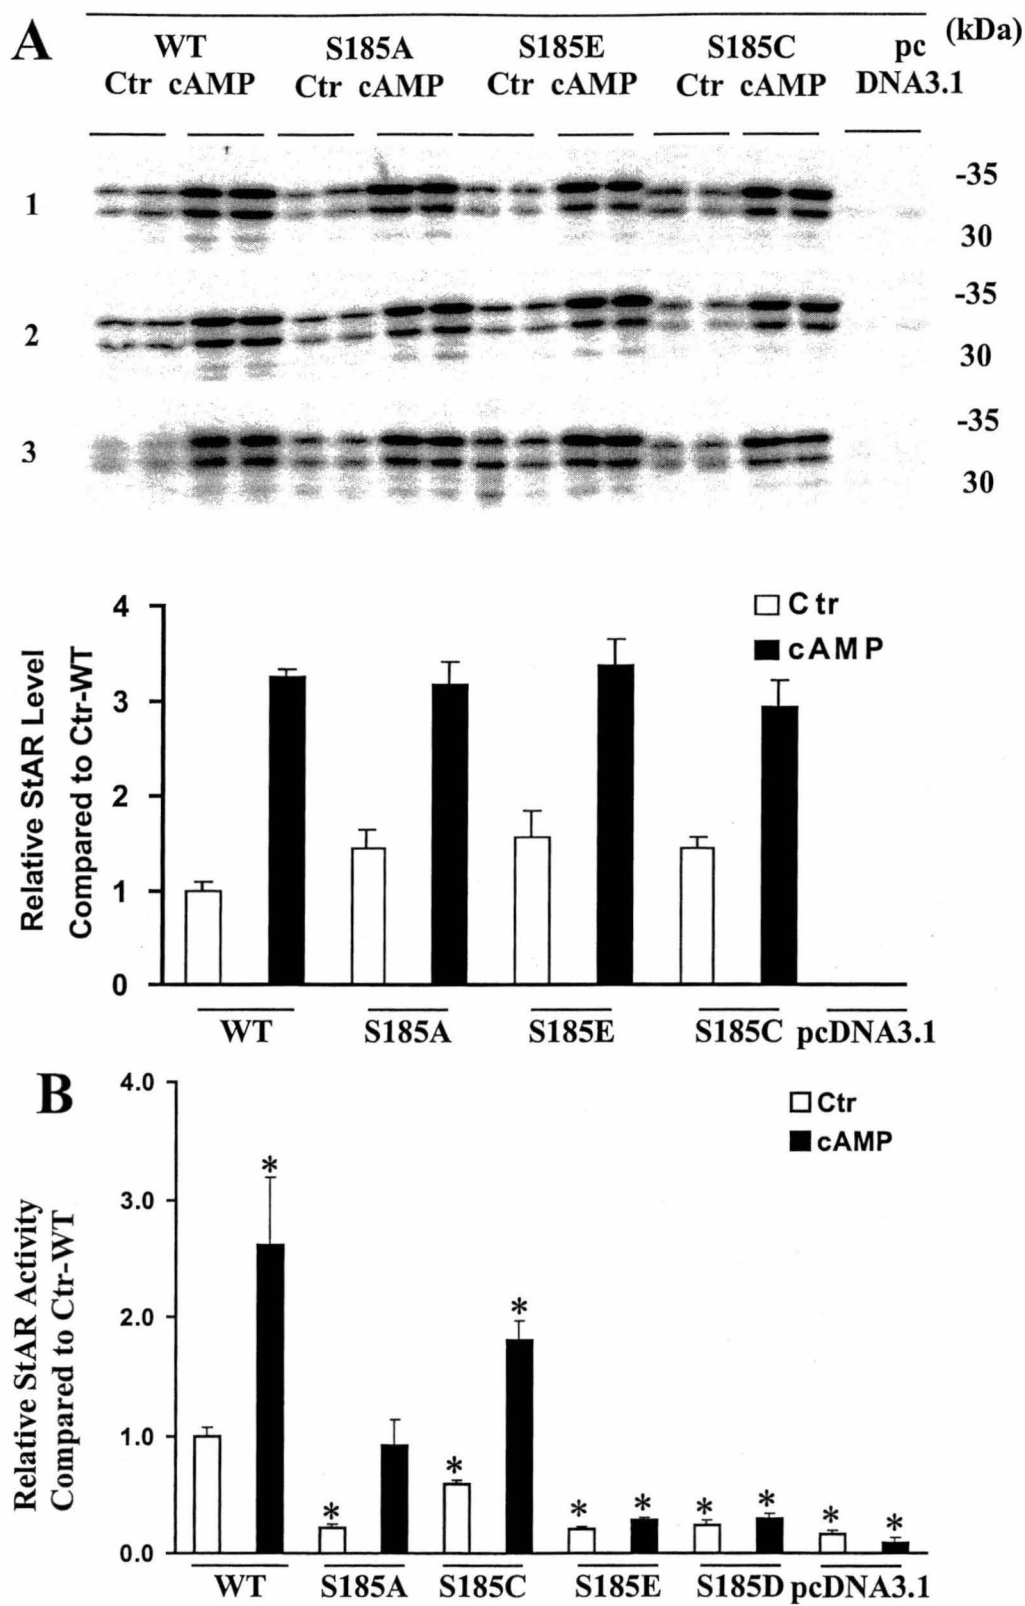 A
WT S185A S185E S185C pc (kDa)
Ctr cAMP Ctr cAMP Ctr cAMP Ctr cAMP DNA3.1
-35
1
30
-35
2
30
-35
3
30
Relative StAR Level
Compared to Ctr-WT
4
3
2
1
0
Ctr
cAMP
WT S185A S185E S185C pcDNA3.1
B
Relative StAR Activity
Compared to Ctr-WT
4.0
3.0
2.0
1.0
0.0
Ctr
cAMP
*
*
*
*
*
*
*
*
*
*
WT S185A S185C S185E S185D pcDNA3.1